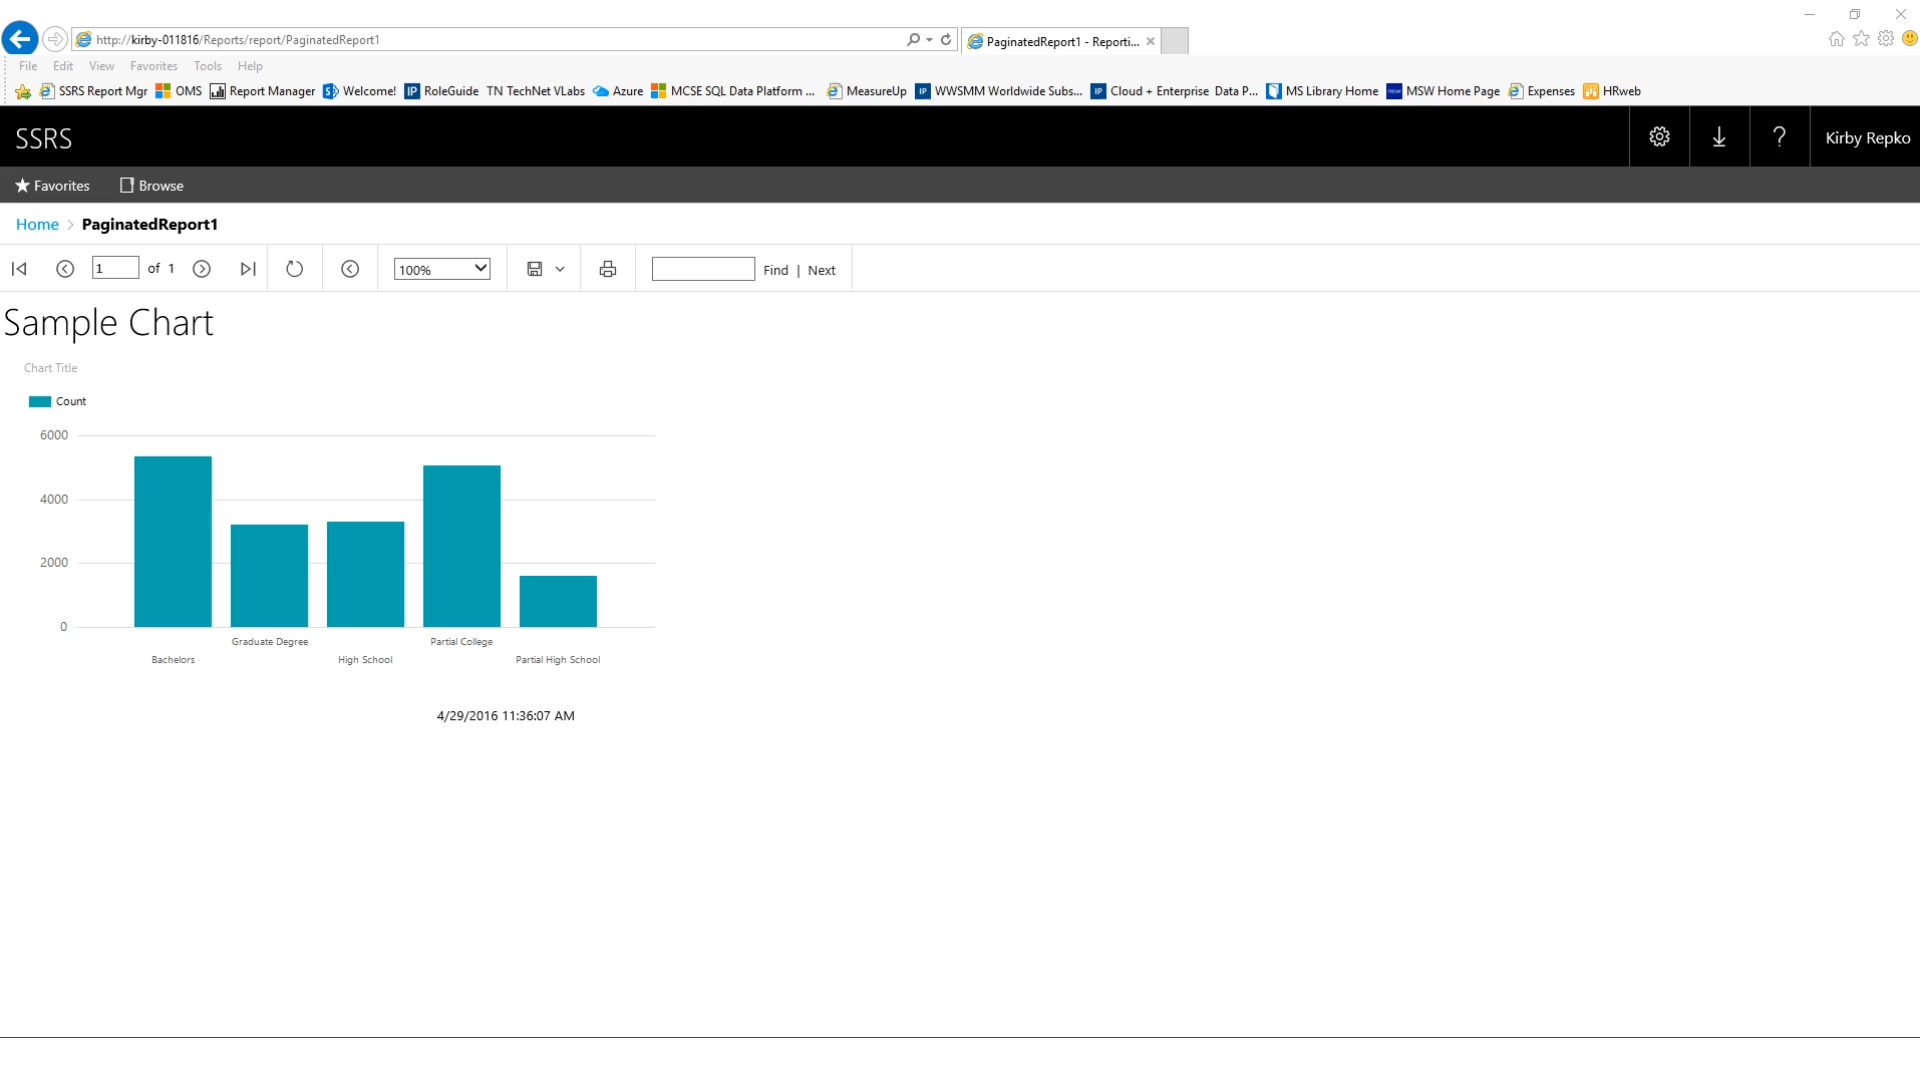 http://kirby-011816/Reports/report/PaginatedReport1
PaginatedReport1 - Reporti...
File Edit View Favorites Tools Help
SSRS Report Mgr OMS Report Manager Welcome! IP RoleGuide TN TechNet VLabs Azure MCSE SQL Data Platform ... MeasureUp IP WWSMM Worldwide Subs... IP Cloud + Enterprise Data P... MS Library Home MSW Home Page Expenses HRweb
SSRS
? Kirby Repko
Favorites Browse
Home > PaginatedReport1
1 of 1 100% Find | Next
Sample Chart
Chart Title
Count
6000
4000
2000
0
Graduate Degree Partial College
Bachelors High School Partial High School
4/29/2016 11:36:07 AM